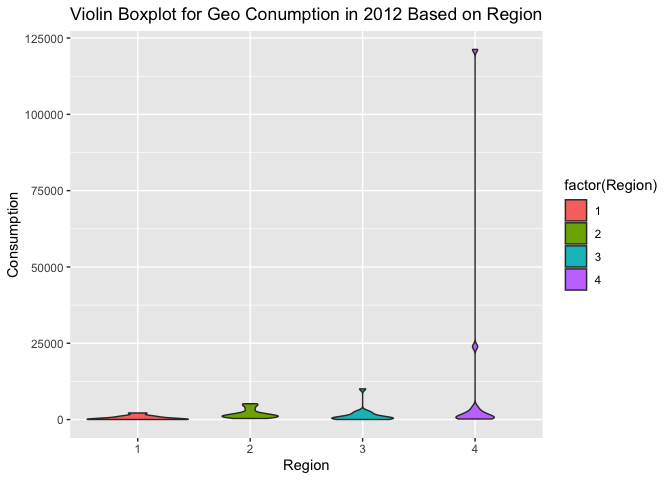 Violin Boxplot for Geo Conumption in 2012 Based on Region
125000
100000
75000
50000
25000
0
Consumption
1 2 3 4
Region
factor(Region)
1
2
3
4